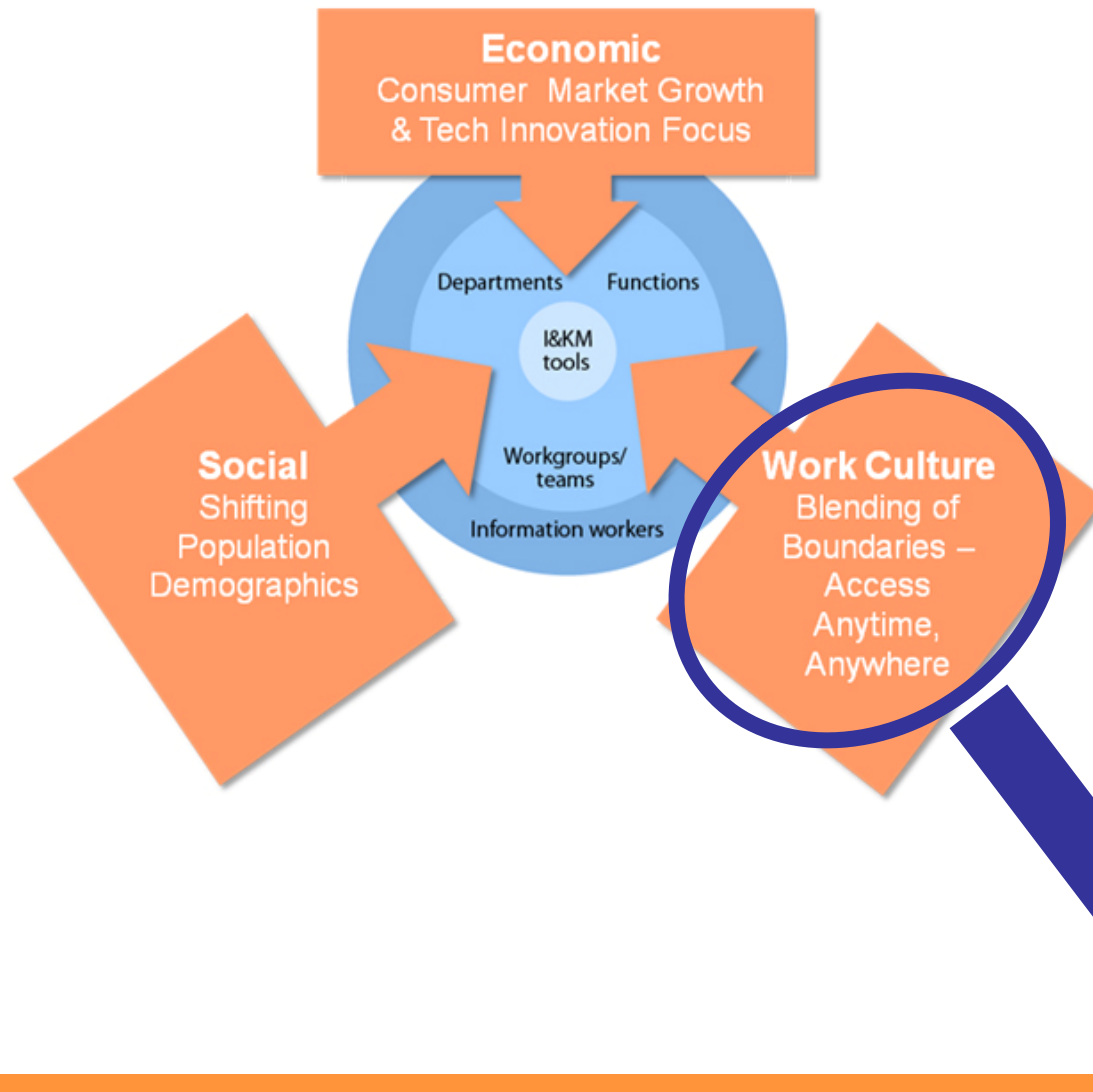 Economic
Consumer Market Growth
& Tech Innovation Focus
Departments
Functions
I&KM
tools
Workgroups/
teams
Information workers
Social
Shifting
Population
Demographics
Work Culture
Blending of
Boundaries –
Access
Anytime,
Anywhere